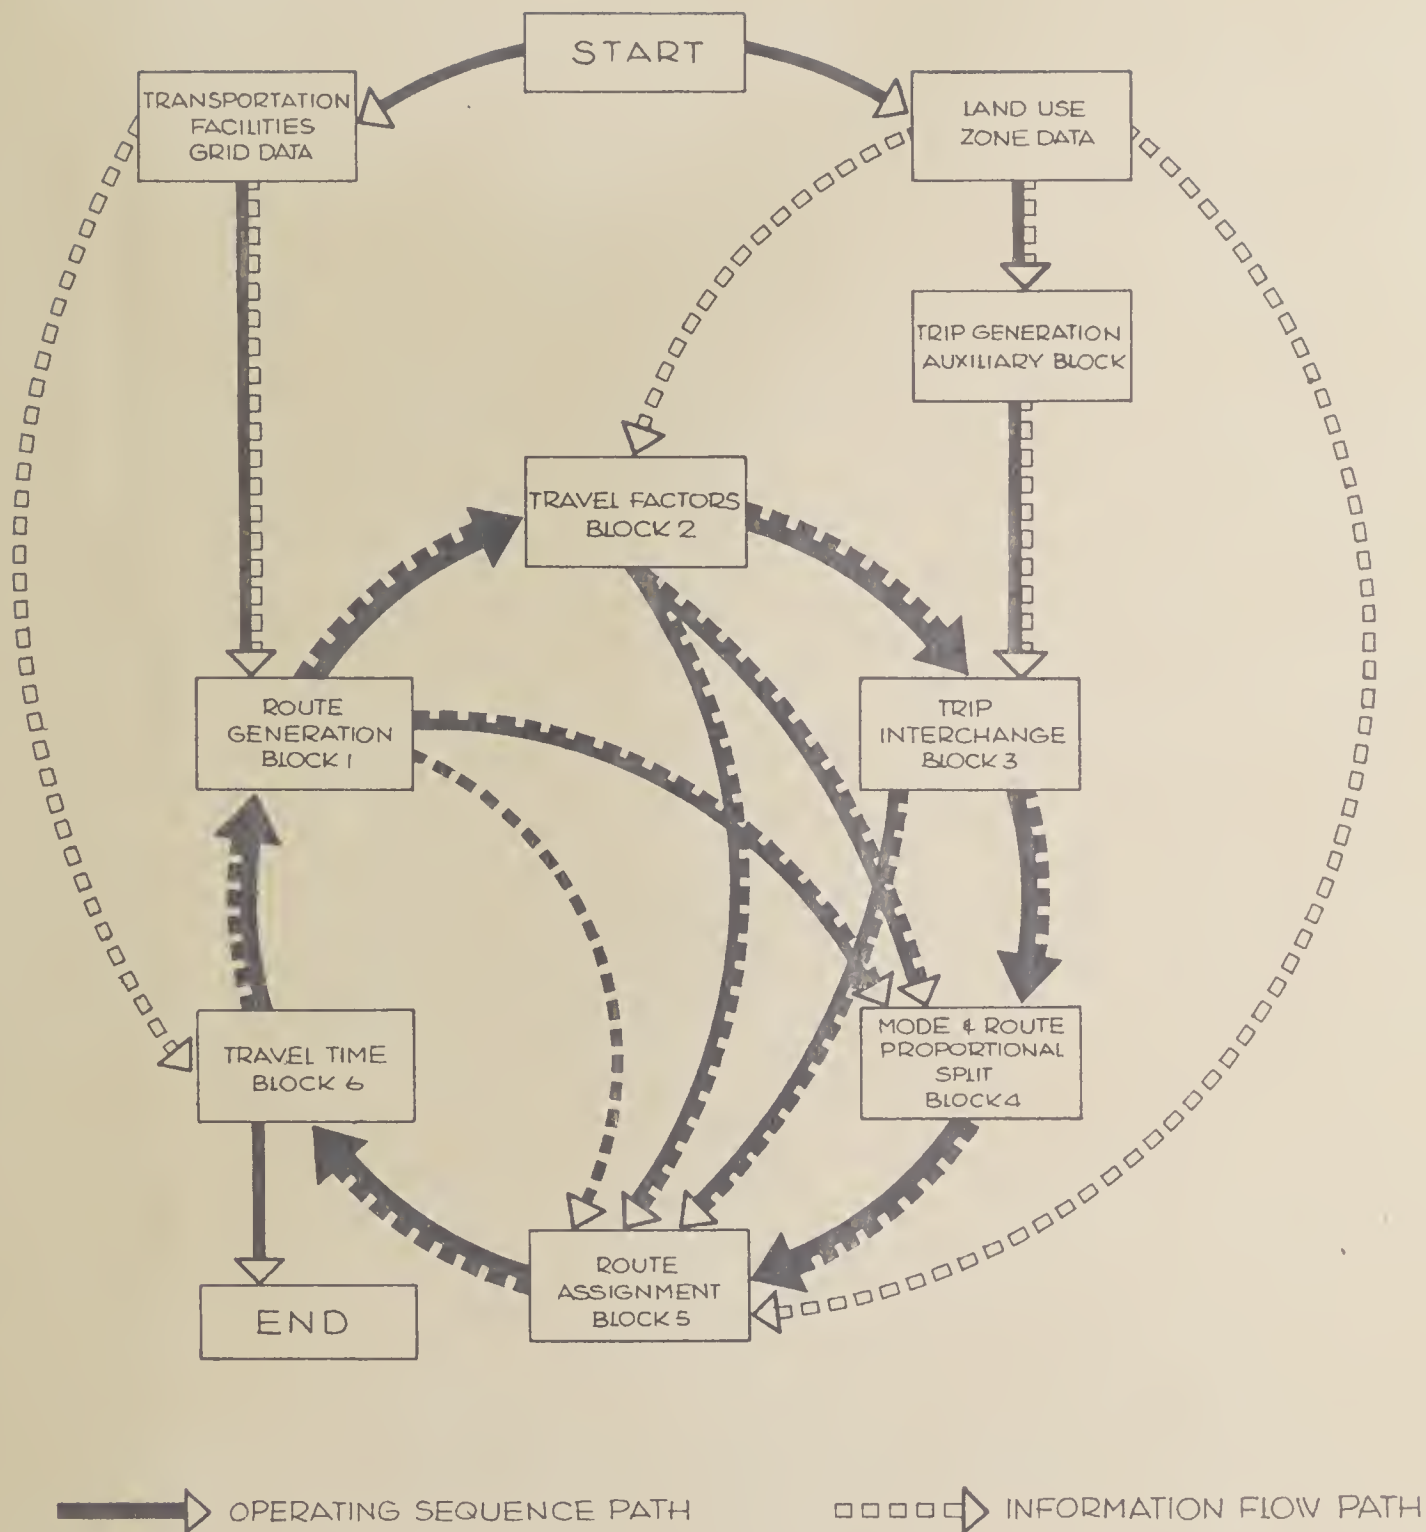 START
TRANSPORTATION
FACILITIES
GRID DATA
LAND USE
ZONE DATA
TRIP GENERATION
AUXILIARY BLOCK
TRAVEL FACTORS
BLOCK 2
ROUTE
GENERATION
BLOCK 1
TRIP
INTERCHANGE
BLOCK 3
TRAVEL TIME
BLOCK 6
MODE & ROUTE
PROPORTIONAL
SPLIT
BLOCK 4
ROUTE
ASSIGNMENT
BLOCK 5
END
OPERATING SEQUENCE PATH
INFORMATION FLOW PATH